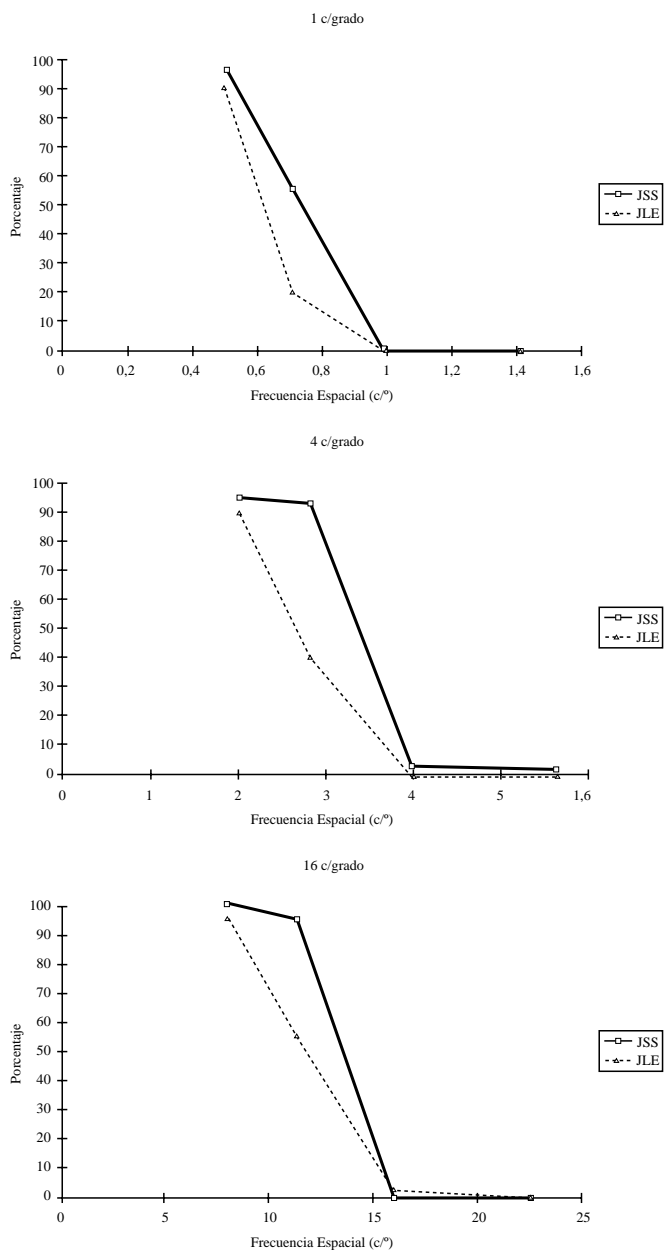 1 c/grado
100
90
80
70
60
50
40
30
20
10
0
Porcentaje
0 0,2 0,4 0,6 0,8 1 1,2 1,4 1,6
Frecuencia Espacial (c/º)
JSS
JLE
4 c/grado
100
90
80
70
60
50
40
30
20
10
0
Porcentaje
0 1 2 3 4 5 1,6
Frecuencia Espacial (c/º)
JSS
JLE
16 c/grado
100
90
80
70
60
50
40
30
20
10
0
Porcentaje
0 5 10 15 20 25
Frecuencia Espacial (c/º)
JSS
JLE